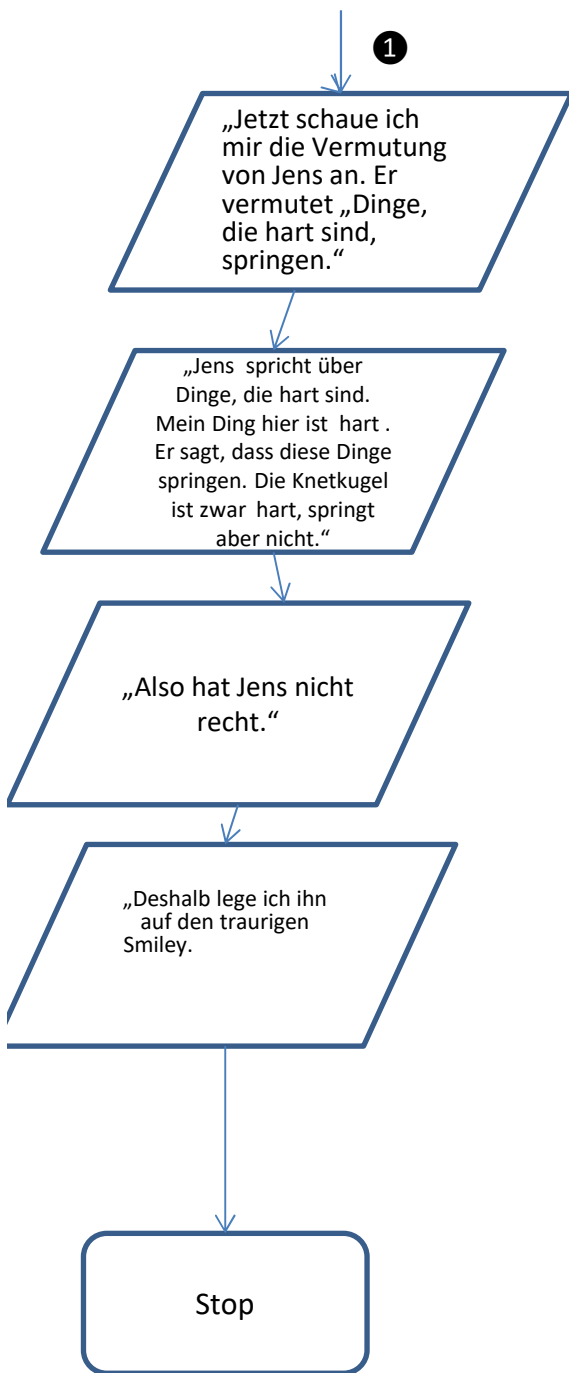 ❶
„Jetzt schaue ich
mir die Vermutung
von Jens an. Er
vermutet „Dinge,
die hart sind,
springen.“
„Jens  spricht über
Dinge, die hart sind.
Mein Ding hier ist  hart .
Er sagt, dass diese Dinge
springen. Die Knetkugel
ist zwar  hart, springt
aber nicht.“
„Also hat Jens nicht
recht.“
„Deshalb lege ich ihn
auf den traurigen
Smiley.
Stop